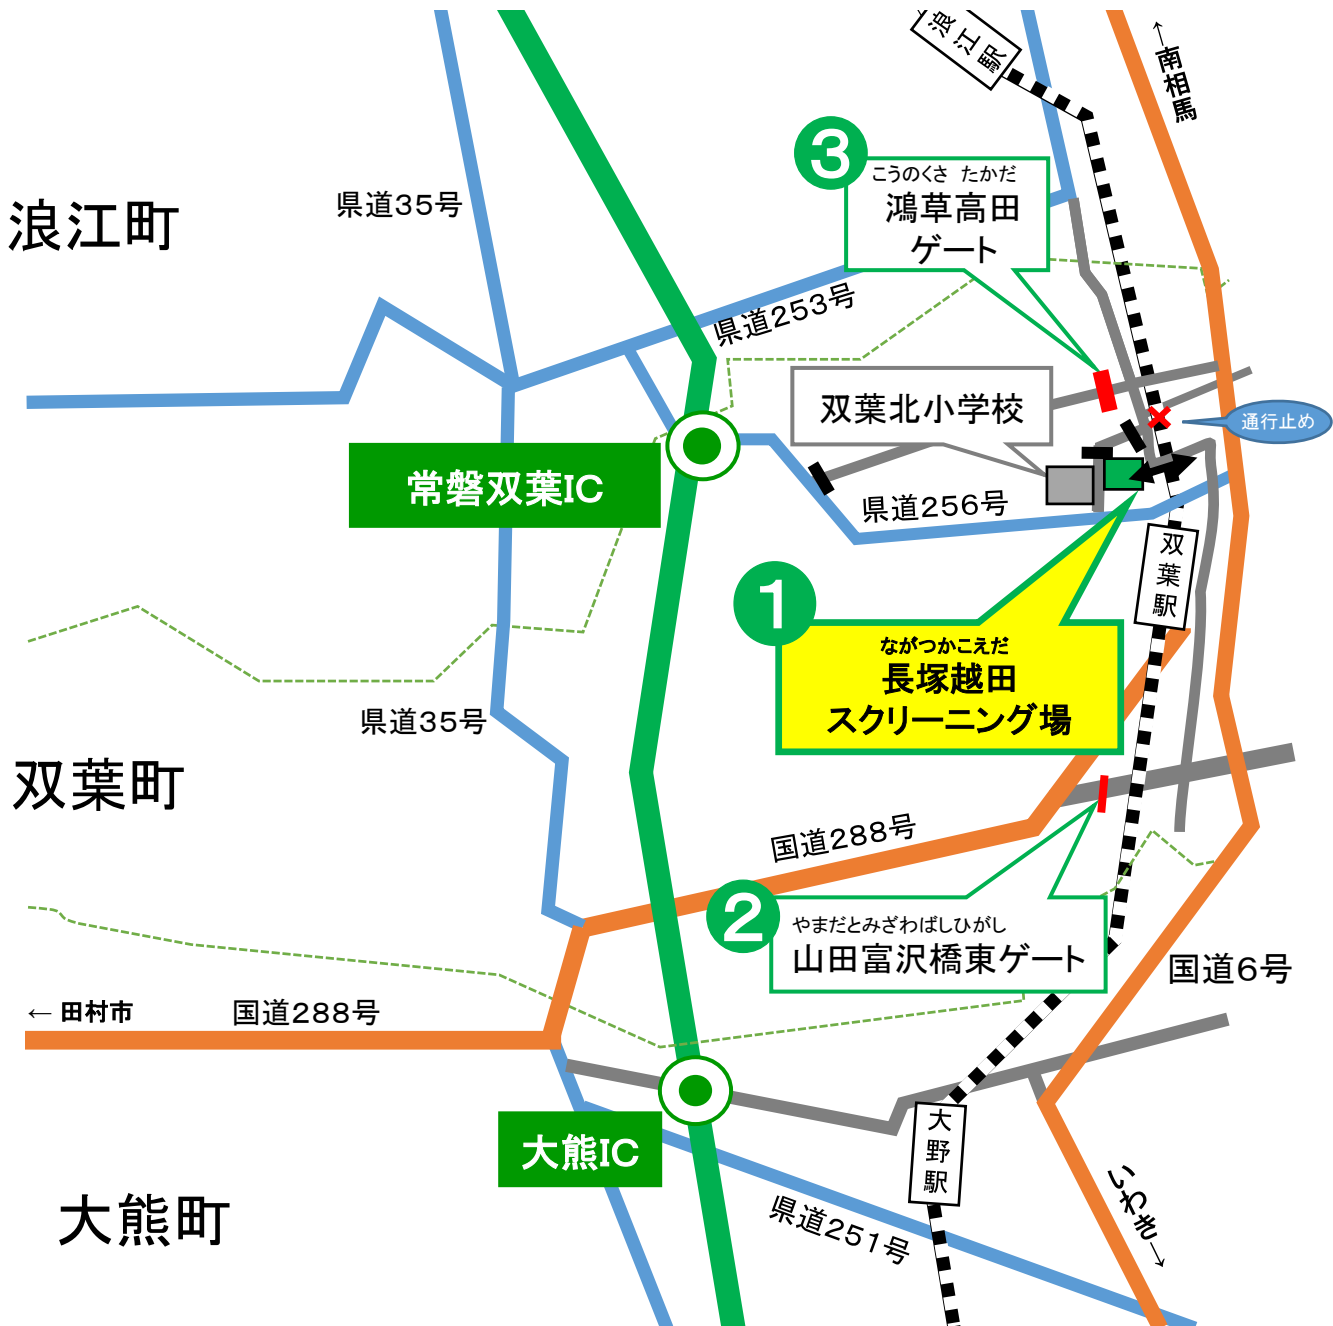 浪江駅
←南相馬
3
こうのくさ たかだ
鴻草高田
ゲート
県道35号
浪江町
県道253号
双葉北小学校
通行止め
常磐双葉IC
県道256号
双葉駅
1
ながつかこえだ
長塚越田
スクリーニング場
県道35号
双葉町
国道288号
2
やまだとみざわばしひがし
山田富沢橋東ゲート
国道6号
← 田村市
国道288号
大熊IC
大野駅
いわき→
大熊町
県道251号